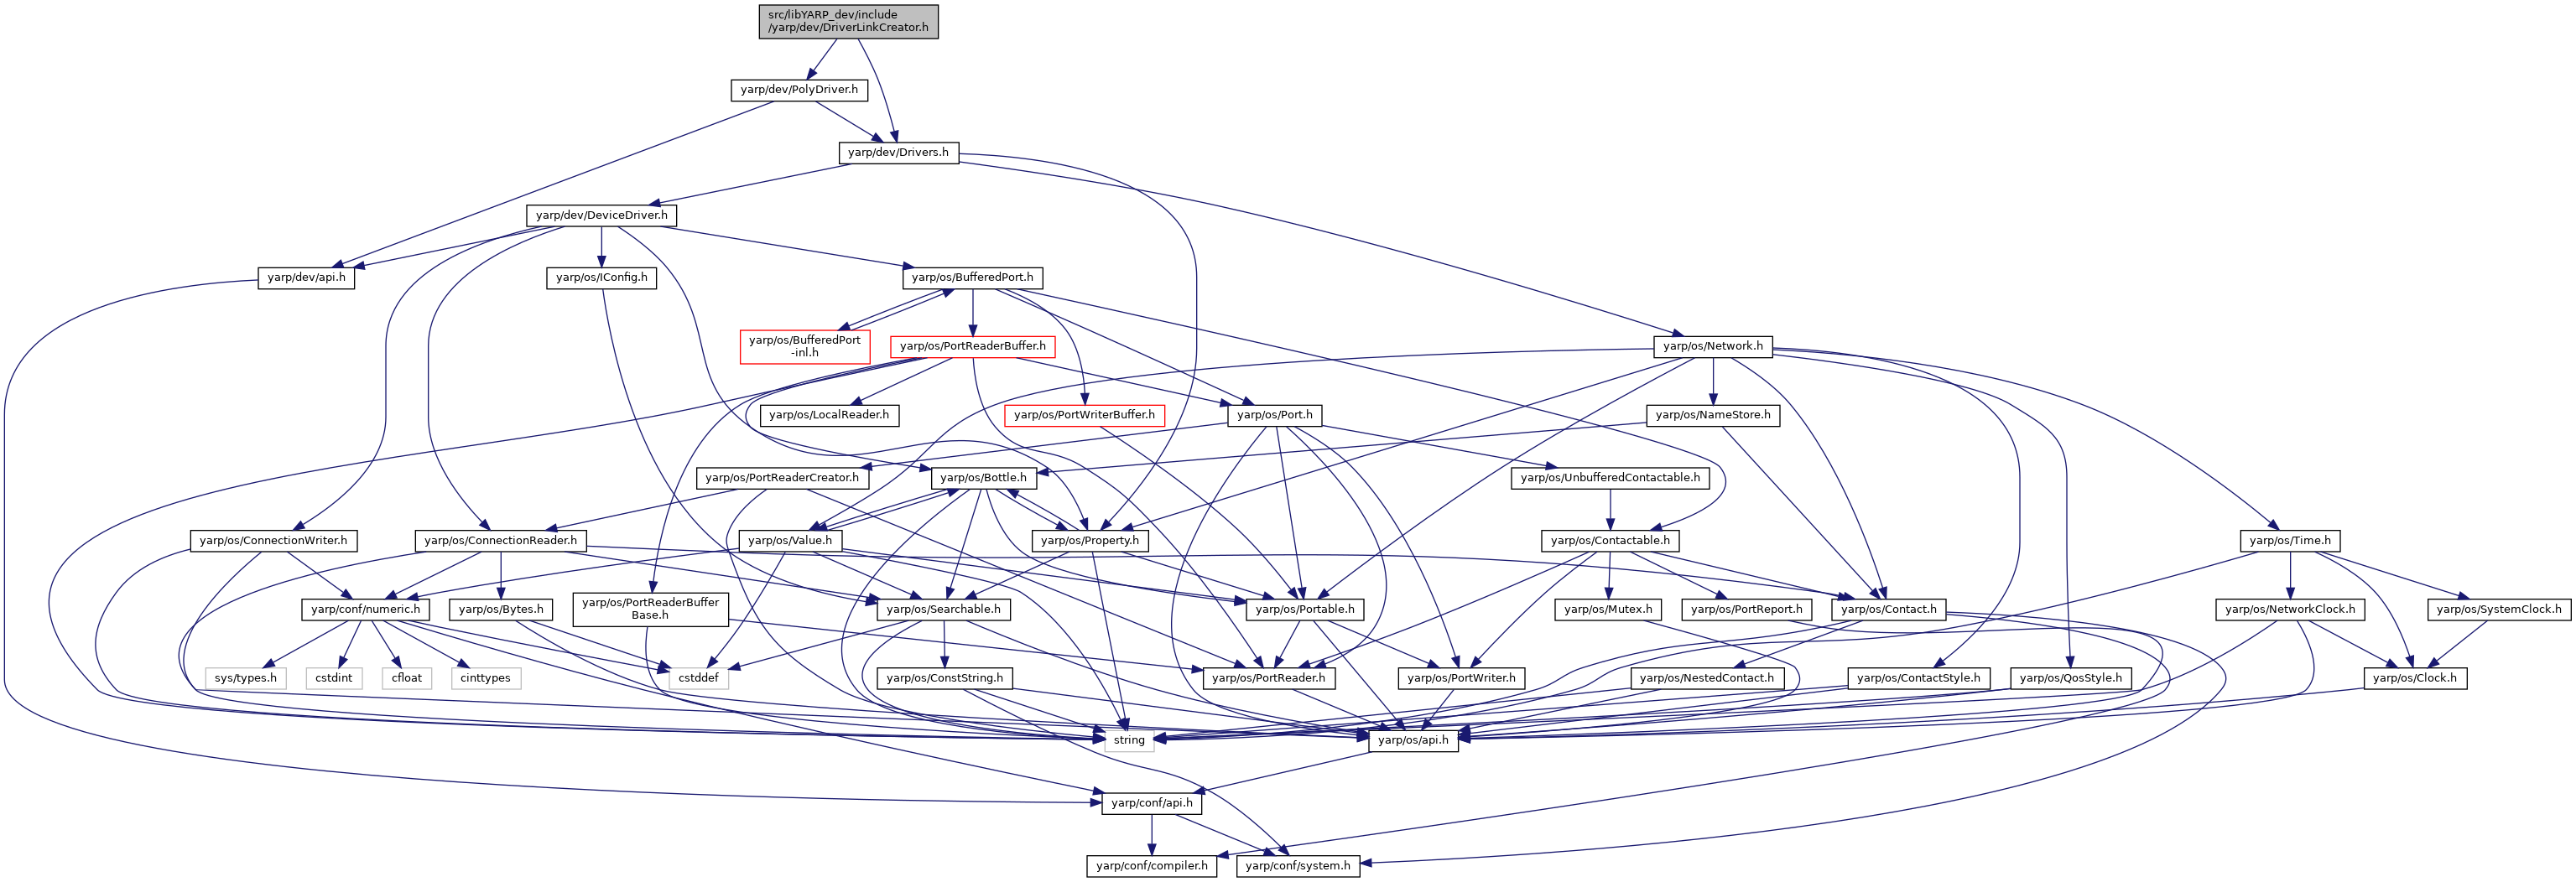 src/libYARP_dev/include
/yarp/dev/DriverLinkCreator.h
yarp/dev/PolyDriver.h
yarp/dev/Drivers.h
yarp/dev/DeviceDriver.h
yarp/dev/api.h
yarp/os/IConfig.h
yarp/os/BufferedPort.h
yarp/os/BufferedPort
-inl.h
yarp/os/PortReaderBuffer.h
yarp/os/Network.h
yarp/os/LocalReader.h
yarp/os/PortWriterBuffer.h
yarp/os/Port.h
yarp/os/NameStore.h
yarp/os/PortReaderCreator.h
yarp/os/Bottle.h
yarp/os/UnbufferedContactable.h
yarp/os/ConnectionWriter.h
yarp/os/ConnectionReader.h
yarp/os/Value.h
yarp/os/Property.h
yarp/os/Contactable.h
yarp/os/Time.h
yarp/conf/numeric.h
yarp/os/Bytes.h
yarp/os/PortReaderBuffer
Base.h
yarp/os/Searchable.h
yarp/os/Portable.h
yarp/os/Mutex.h
yarp/os/PortReport.h
yarp/os/Contact.h
yarp/os/NetworkClock.h
yarp/os/SystemClock.h
sys/types.h
cstdint
cfloat
cinttypes
cstddef
yarp/os/ConstString.h
yarp/os/PortReader.h
yarp/os/PortWriter.h
yarp/os/NestedContact.h
yarp/os/ContactStyle.h
yarp/os/QosStyle.h
yarp/os/Clock.h
string
yarp/os/api.h
yarp/conf/api.h
yarp/conf/compiler.h
yarp/conf/system.h